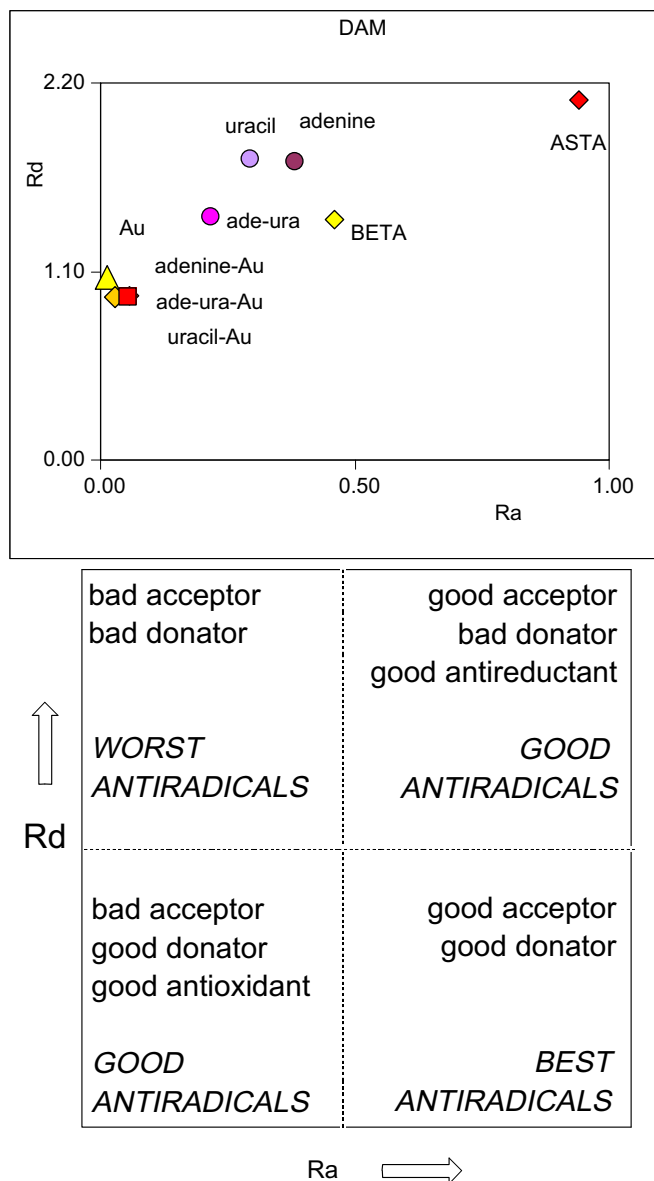 DAM
2.20
uracil
adenine
ASTA
Rd
ade-ura
BETA
Au
1.10
adenine-Au
ade-ura-Au
uracil-Au
0.00
0.00
0.50
1.00
Ra
bad acceptor
bad donator
WORST
ANTIRADICALS
good acceptor
bad donator
good antireductant
GOOD
ANTIRADICALS
Rd
bad acceptor
good donator
good antioxidant
GOOD
ANTIRADICALS
good acceptor
good donator
BEST
ANTIRADICALS
Ra